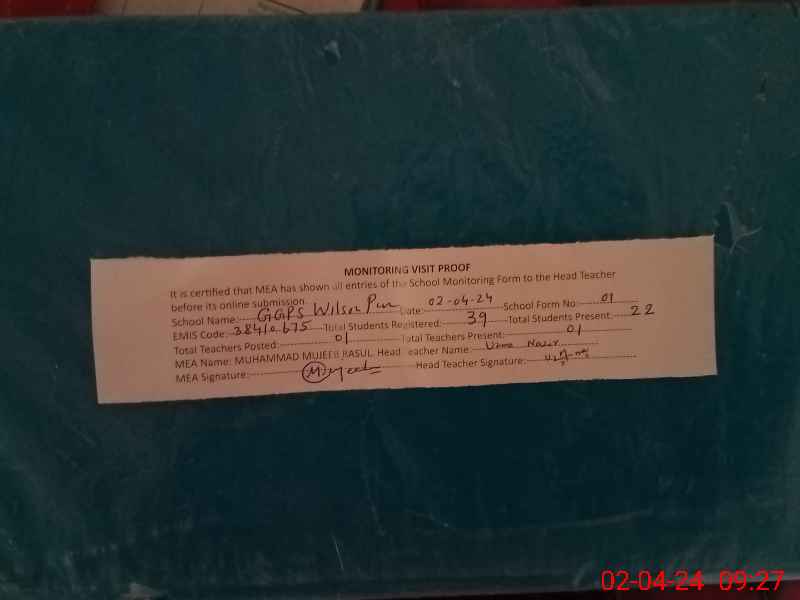 MONITORING VISIT PROOF
It is certified that MEA has shown all entries of the School Monitoring Form to the Head Teacher
before its online submission.
School Name: GGPS Wilson Pur Date: 02-04-24 School Form No: 01
EMIS Code: 38410675 Total Students Registered: 39 Total Students Present: 22
Total Teachers Posted: 01 Total Teachers Present: 01
MEA Name: MUHAMMAD MUJEEB RASUL Head Teacher Name: Uzma Nazir
MEA Signature: Head Teacher Signature:
02-04-24 09:27